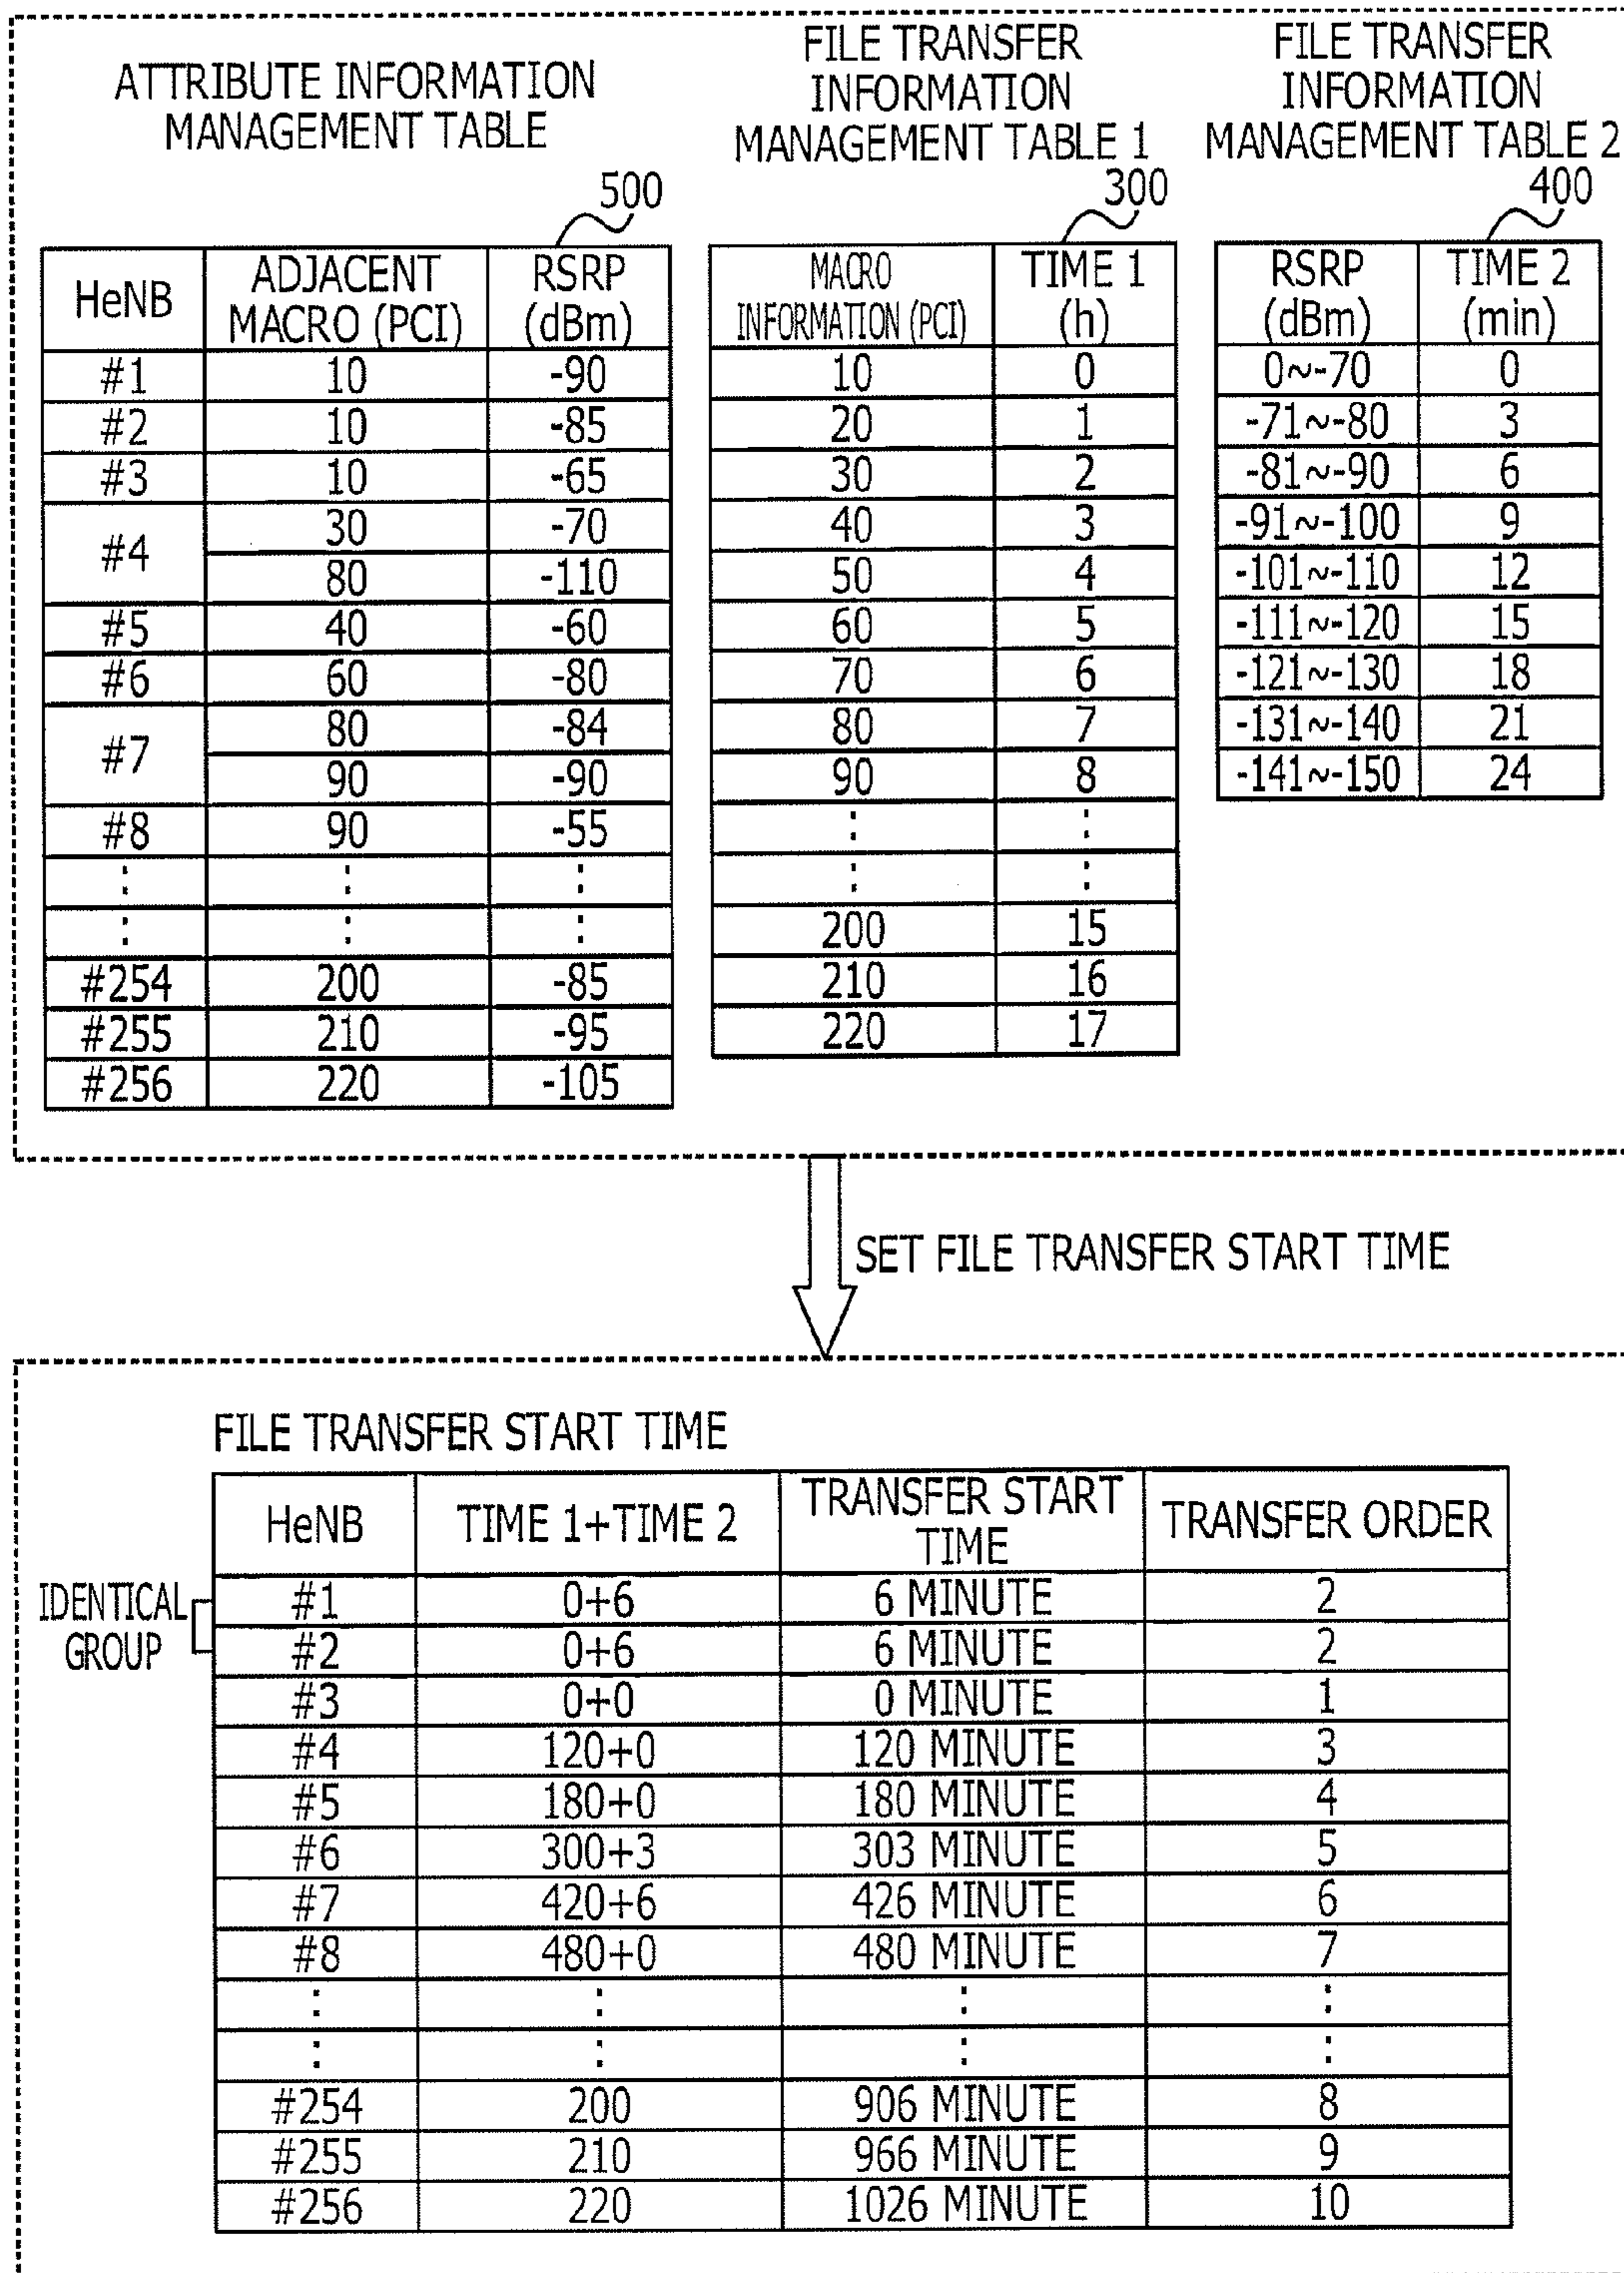 ATTRIBUTE INFORMATION
MANAGEMENT TABLE
500
HeNB ADJACENT MACRO (PCI) RSRP (dBm)
#1 10 -90
#2 10 -85
#3 10 -65
#4 30 -70
80 -110
#5 40 -60
#6 60 -80
#7 80 -84
90 -90
#8 90 -55
: : :
: : :
#254 200 -85
#255 210 -95
#256 220 -105
FILE TRANSFER
INFORMATION
MANAGEMENT TABLE 1
300
MACRO INFORMATION (PCI) TIME 1 (h)
10 0
20 1
30 2
40 3
50 4
60 5
70 6
80 7
90 8
: :
: :
200 15
210 16
220 17
FILE TRANSFER
INFORMATION
MANAGEMENT TABLE 2
400
RSRP (dBm) TIME 2 (min)
0~-70 0
-71~-80 3
-81~-90 6
-91~-100 9
-101~-110 12
-111~-120 15
-121~-130 18
-131~-140 21
-141~-150 24
SET FILE TRANSFER START TIME
FILE TRANSFER START TIME
HeNB TIME 1+TIME 2 TRANSFER START TIME TRANSFER ORDER
IDENTICAL
GROUP
#1 0+6 6 MINUTE 2
#2 0+6 6 MINUTE 2
#3 0+0 0 MINUTE 1
#4 120+0 120 MINUTE 3
#5 180+0 180 MINUTE 4
#6 300+3 303 MINUTE 5
#7 420+6 426 MINUTE 6
#8 480+0 480 MINUTE 7
: : : :
: : : :
#254 200 906 MINUTE 8
#255 210 966 MINUTE 9
#256 220 1026 MINUTE 10